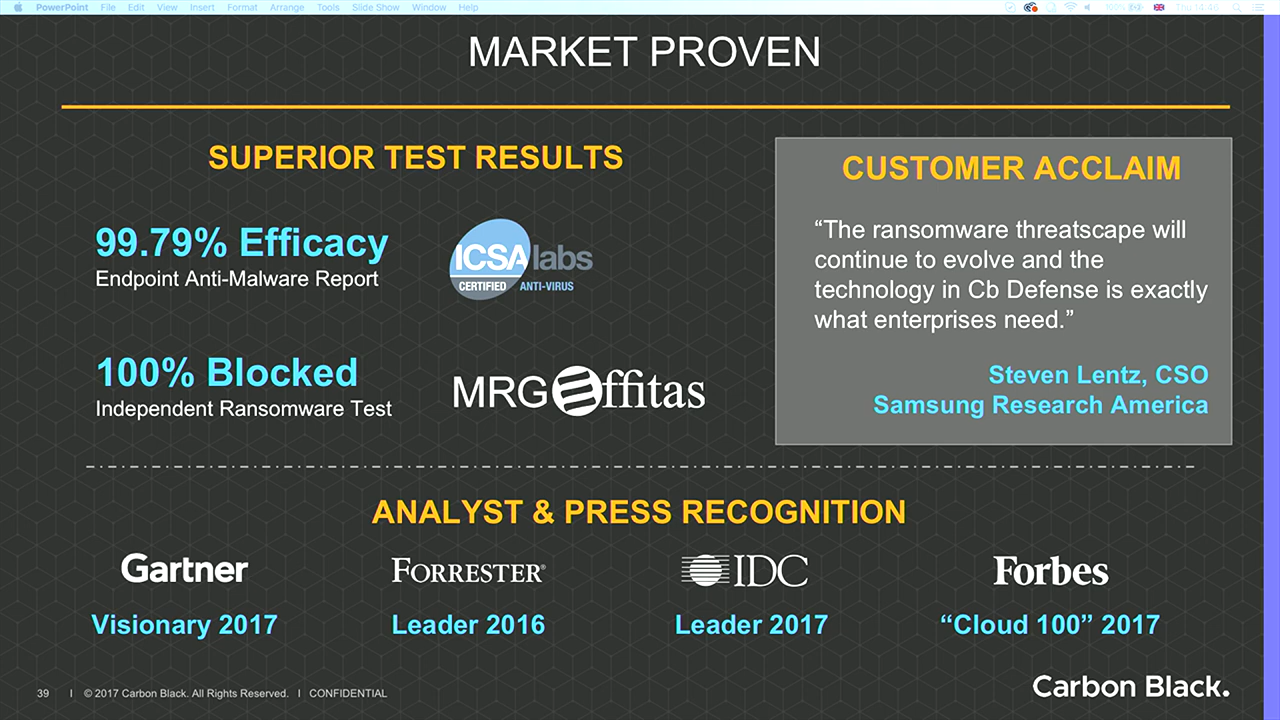 PowerPoint File Edit View Insert Format Arrange Tools Slide Show Window Help 100% Thu 14:46
MARKET PROVEN
SUPERIOR TEST RESULTS
99.79% Efficacy
Endpoint Anti-Malware Report
ICSA labs
CERTIFIED ANTI-VIRUS
100% Blocked
Independent Ransomware Test
MRG Effitas
CUSTOMER ACCLAIM
“The ransomware threatscape will
continue to evolve and the
technology in Cb Defense is exactly
what enterprises need.”
Steven Lentz, CSO
Samsung Research America
ANALYST & PRESS RECOGNITION
Gartner
Visionary 2017
FORRESTER®
Leader 2016
IDC
Leader 2017
Forbes
“Cloud 100” 2017
39 I © 2017 Carbon Black. All Rights Reserved. I CONFIDENTIAL
Carbon Black.